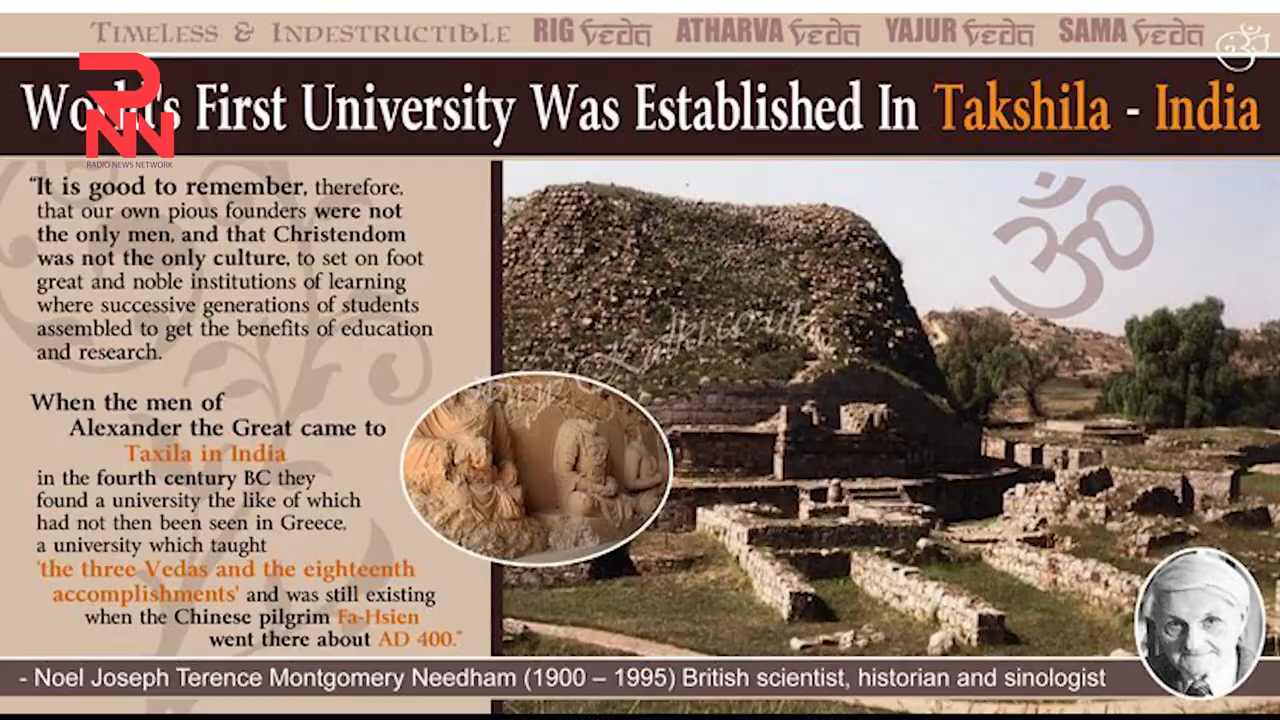 TIMELESS & INDESTRUCTIBLE RIG veda ATHARVA veda YAJUR veda SAMA veda
World's First University Was Established In Takshila - India
RNN
RADIO NEWS NETWORK
"It is good to remember, therefore,
that our own pious founders were not
the only men, and that Christendom
was not the only culture, to set on foot
great and noble institutions of learning
where successive generations of students
assembled to get the benefits of education
and research.
When the men of
Alexander the Great came to
Taxila in India
in the fourth century BC they
found a university the like of which
had not then been seen in Greece,
a university which taught
'the three Vedas and the eighteenth
accomplishments' and was still existing
when the Chinese pilgrim Fa-Hsien
went there about AD 400."
ॐ
- Noel Joseph Terence Montgomery Needham (1900 – 1995) British scientist, historian and sinologist